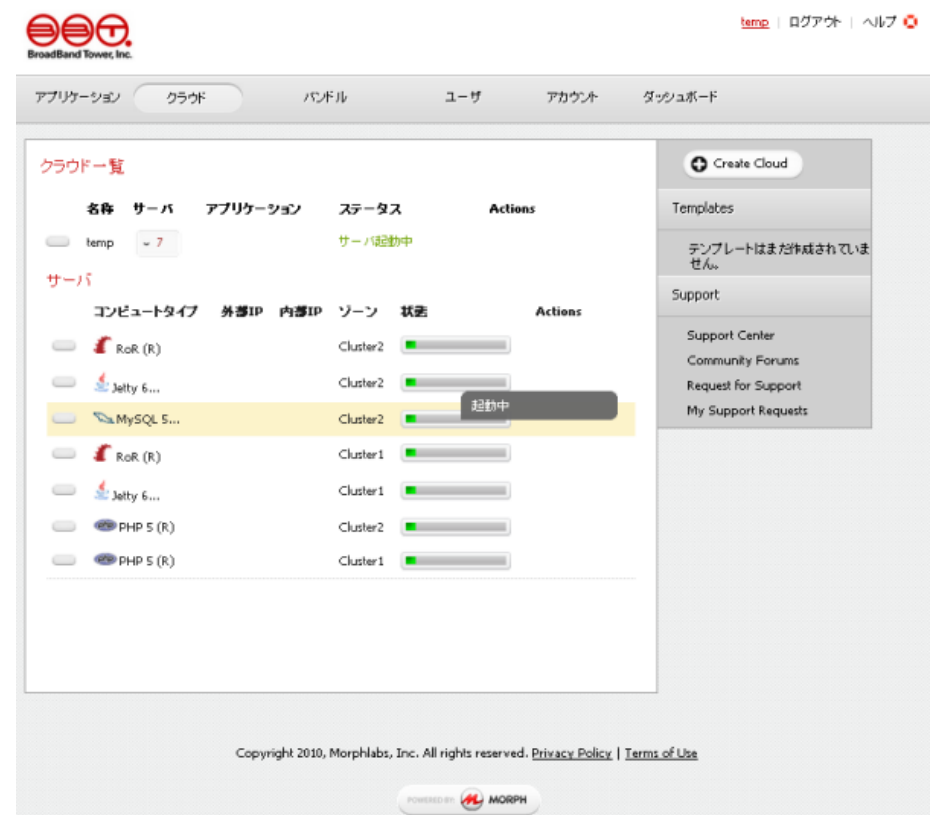 BBT.
BroadBand Tower, Inc.
temp | ログアウト | ヘルプ
アプリケーション クラウド バンドル ユーザ アカウント ダッシュボード
クラウド一覧
Create Cloud
名称 サーバ アプリケーション ステータス Actions
Templates
temp 7 サーバ起動中
テンプレートはまだ作成されていま
せん。
サーバ
Support
コンピュートタイプ 外部IP 内部IP ゾーン 状態 Actions
Support Center
RoR (R) Cluster2
Community Forums
Jetty 6... Cluster2
Request for Support
起動中
My Support Requests
MySQL 5... Cluster2
RoR (R) Cluster1
Jetty 6... Cluster1
PHP 5 (R) Cluster2
PHP 5 (R) Cluster1
Copyright 2010, Morphlabs, Inc. All rights reserved. Privacy Policy | Terms of Use
POWERED BY MORPH